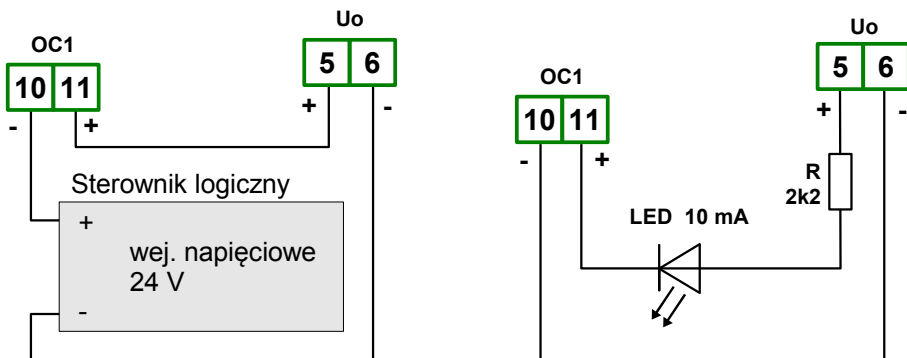 Uo
OC1
5 6
10 11
+ -
- +
Sterownik logiczny
+
wej. napięciowe
24 V
-
Uo
OC1
5 6
10 11
+ -
- +
R
2k2
LED 10 mA